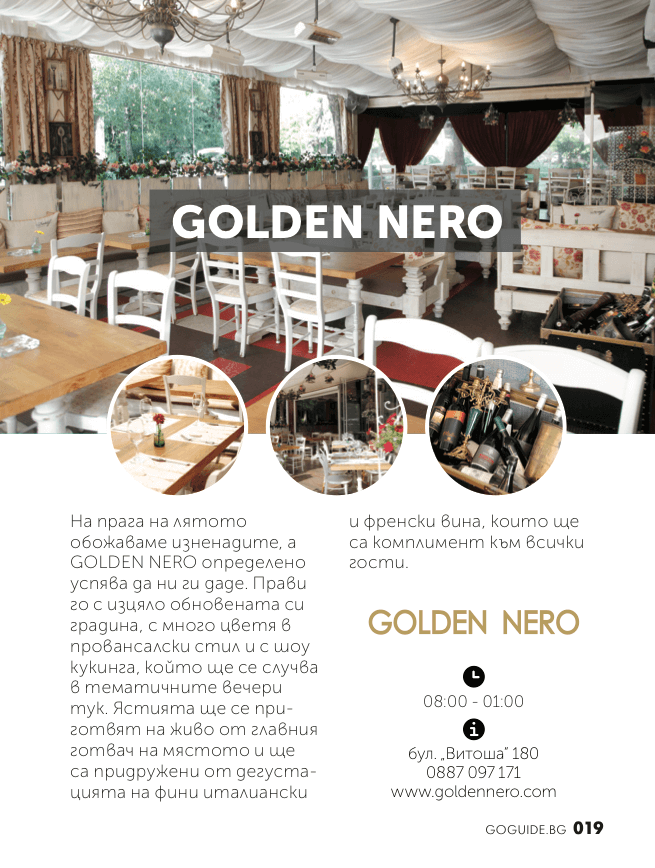 GOLDEN NERO
На прага на лятото
обожаваме изненадите, а
GOLDEN NERO определено
успява да ни ги даде. Прави
го с изцяло обновената си
градина, с много цветя в
провансалски стил и с шоу
кукинга, който ще се случва
в тематичните вечери
тук. Ястията ще се при-
готвят на живо от главния
готвач на мястото и ще
са придружени от дегуста-
цията на фини италиански
и френски вина, които ще
са комплимент към всички
гости.
GOLDEN NERO
08:00 - 01:00
бул. „Витоша“ 180
0887 097 171
www.goldennero.com
GOGUIDE.BG 019